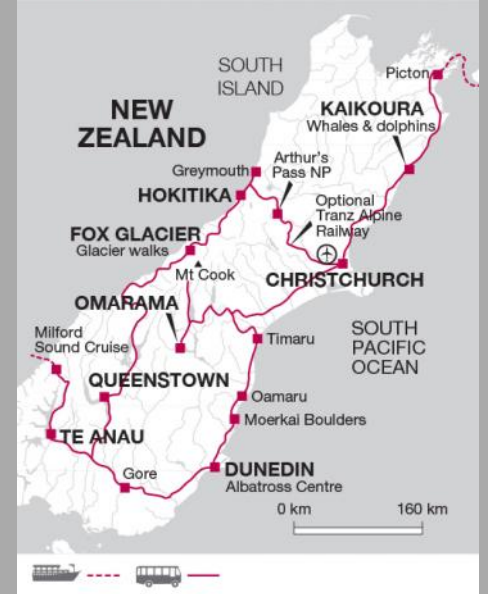 SOUTH
ISLAND
Picton
NEW
ZEALAND
KAIKOURA
Whales & dolphins
Arthur's
Pass NP
Greymouth
HOKITIKA
Optional
Tranz Alpine
Railway
FOX GLACIER
Glacier walks
Mt Cook
CHRISTCHURCH
OMARAMA
Milford
Sound Cruise
Timaru
SOUTH
PACIFIC
OCEAN
QUEENSTOWN
Oamaru
Moerkai Boulders
TE ANAU
Gore
DUNEDIN
Albatross Centre
0 km
160 km